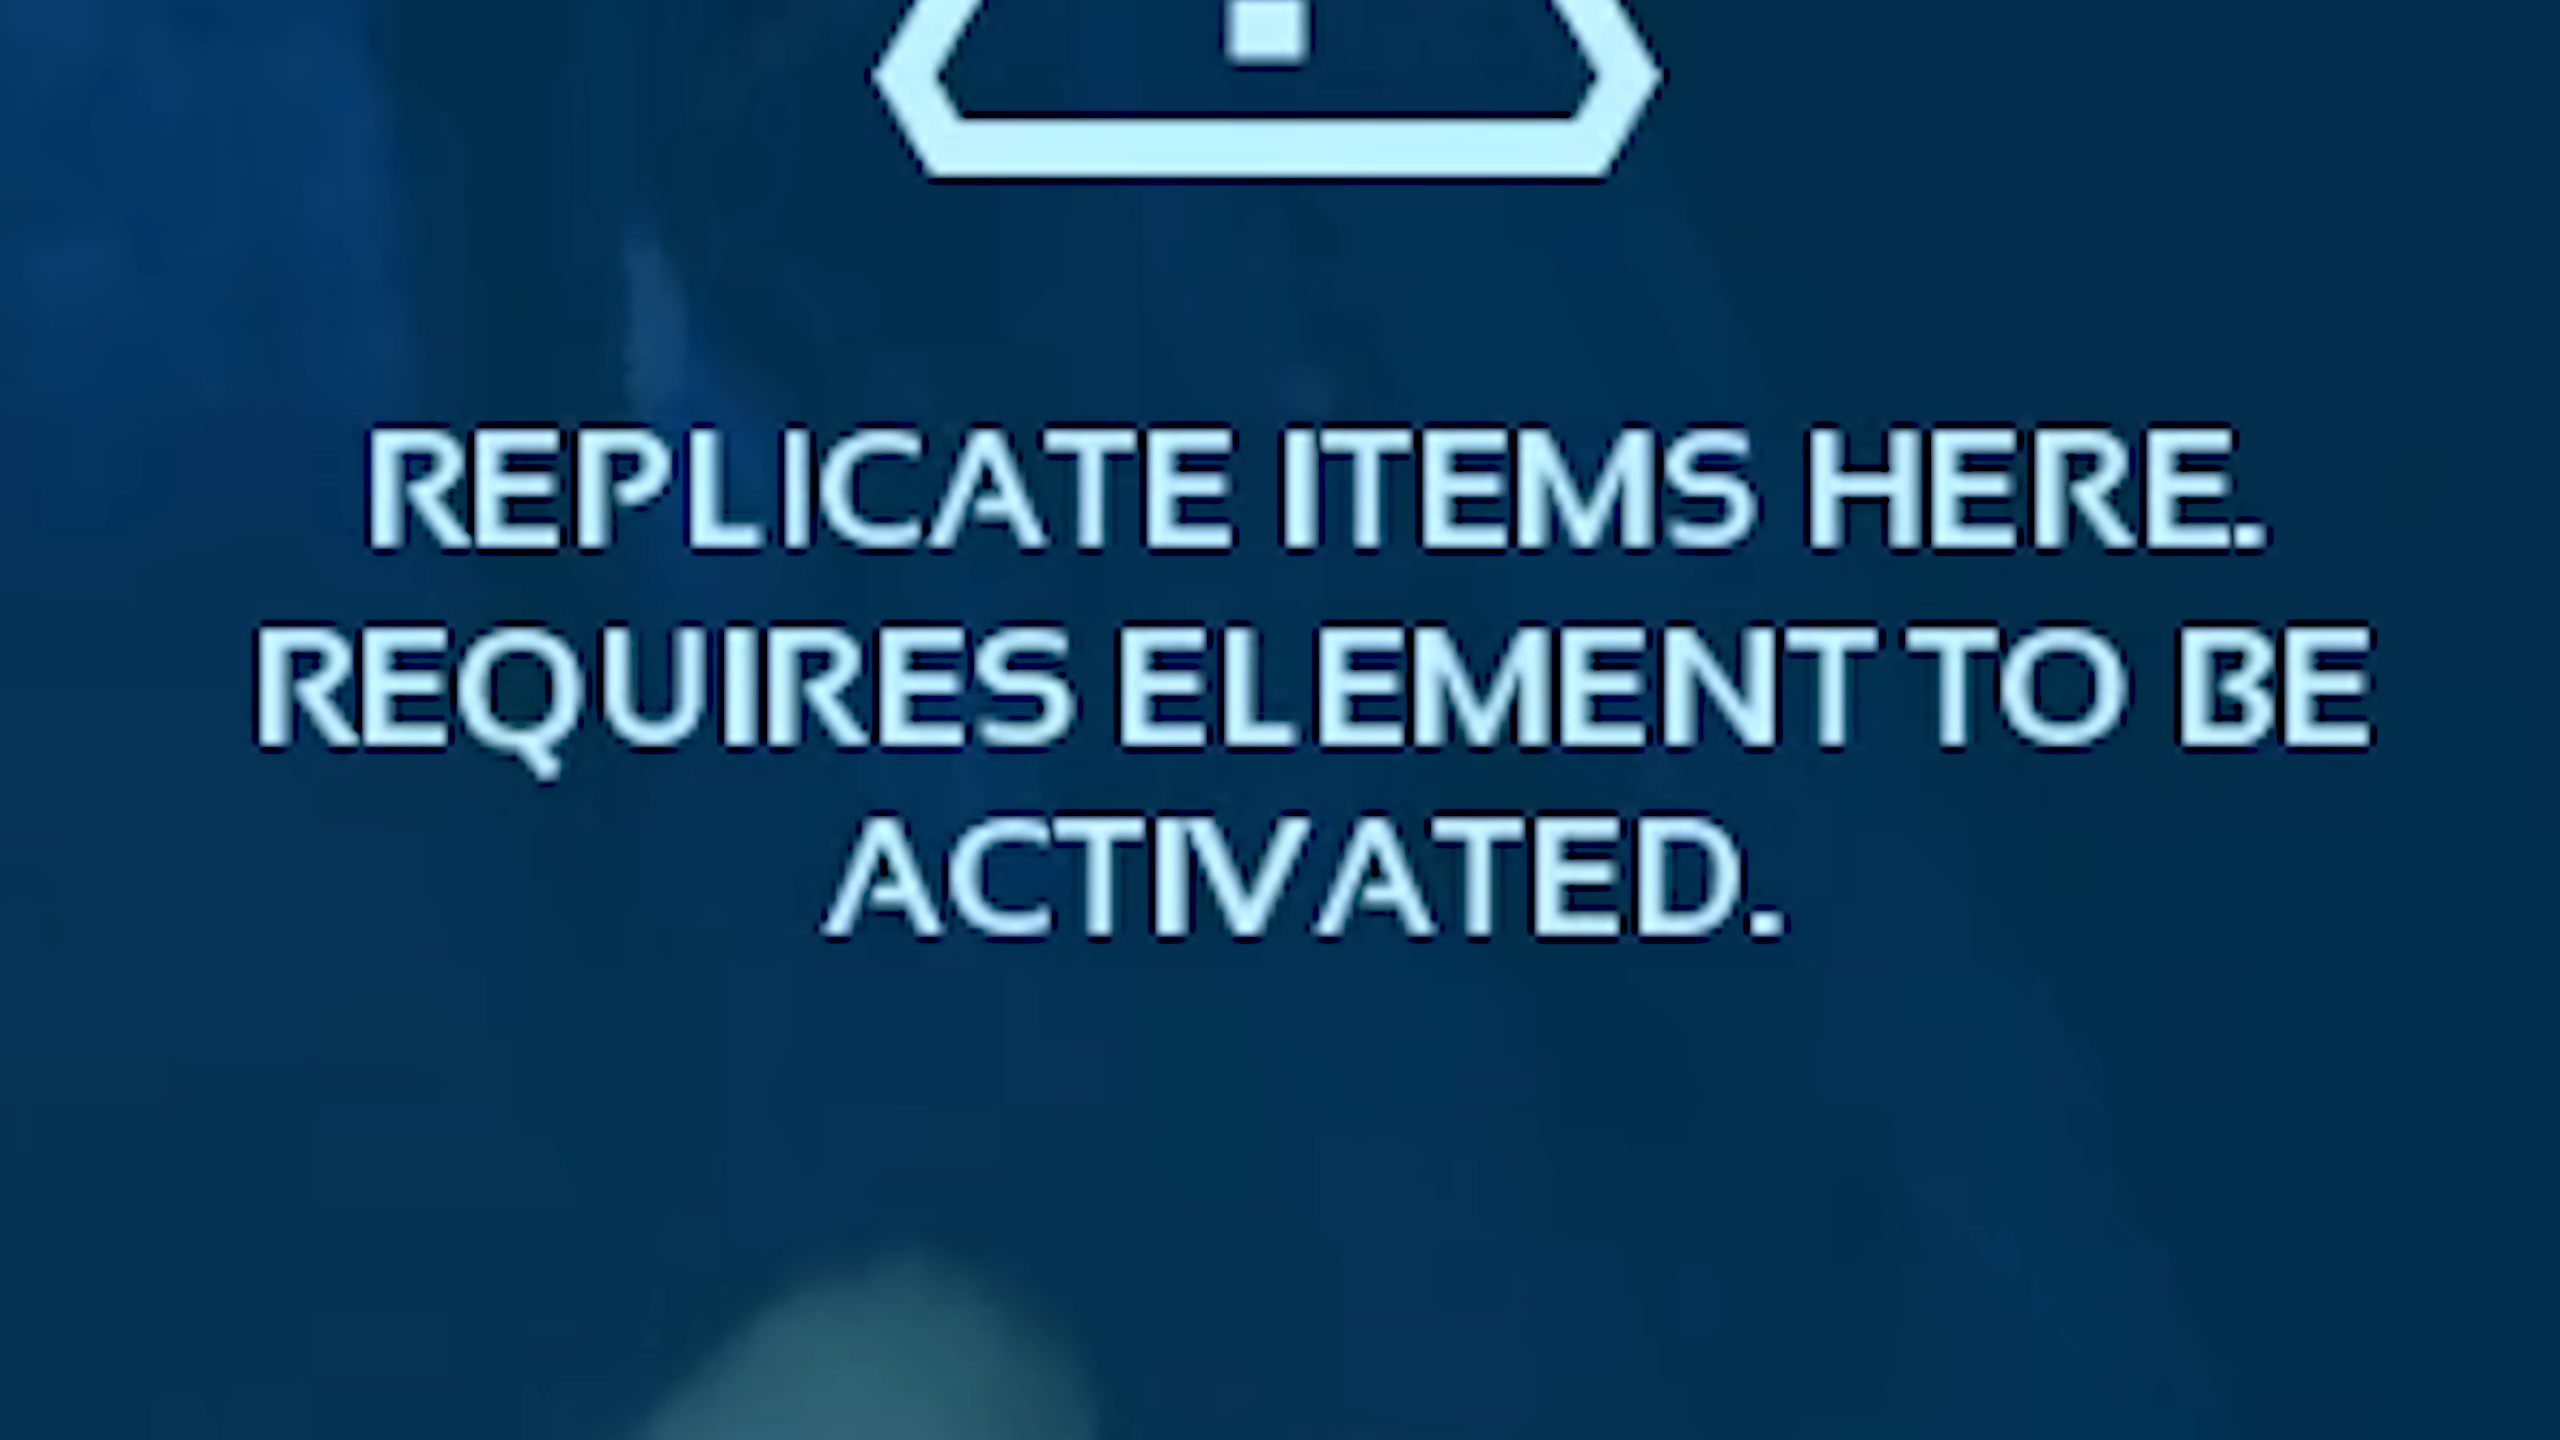 REPLICATE ITEMS HERE.
REQUIRES ELEMENT TO BE
ACTIVATED.